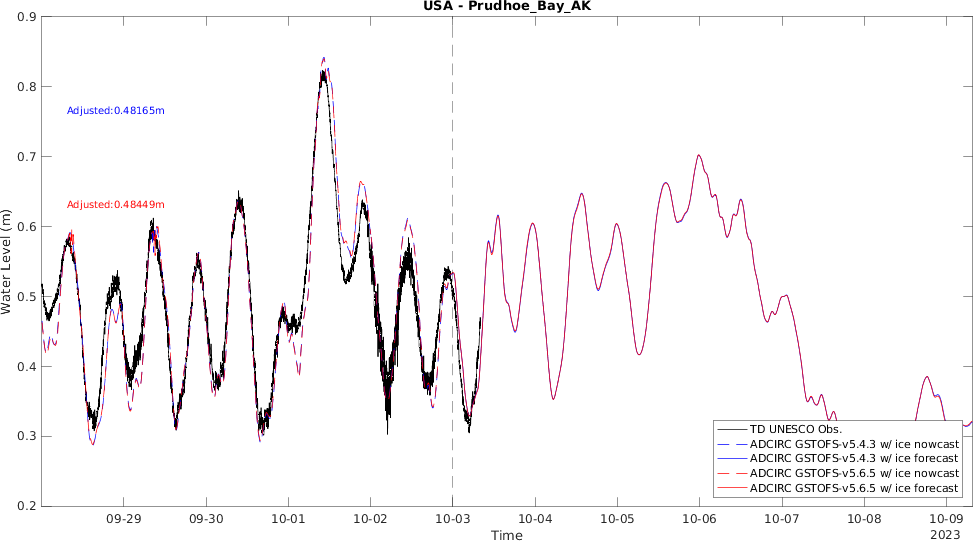 USA - Prudhoe_Bay_AK
0.9
0.8
0.7
0.6
0.5
0.4
0.3
0.2
Water Level (m)
Adjusted:0.48165m
Adjusted:0.48449m
TD UNESCO Obs.
ADCIRC GSTOFS-v5.4.3 w/ ice nowcast
ADCIRC GSTOFS-v5.4.3 w/ ice forecast
ADCIRC GSTOFS-v5.6.5 w/ ice nowcast
ADCIRC GSTOFS-v5.6.5 w/ ice forecast
09-29 09-30 10-01 10-02 10-03 10-04 10-05 10-06 10-07 10-08 10-09
Time
2023